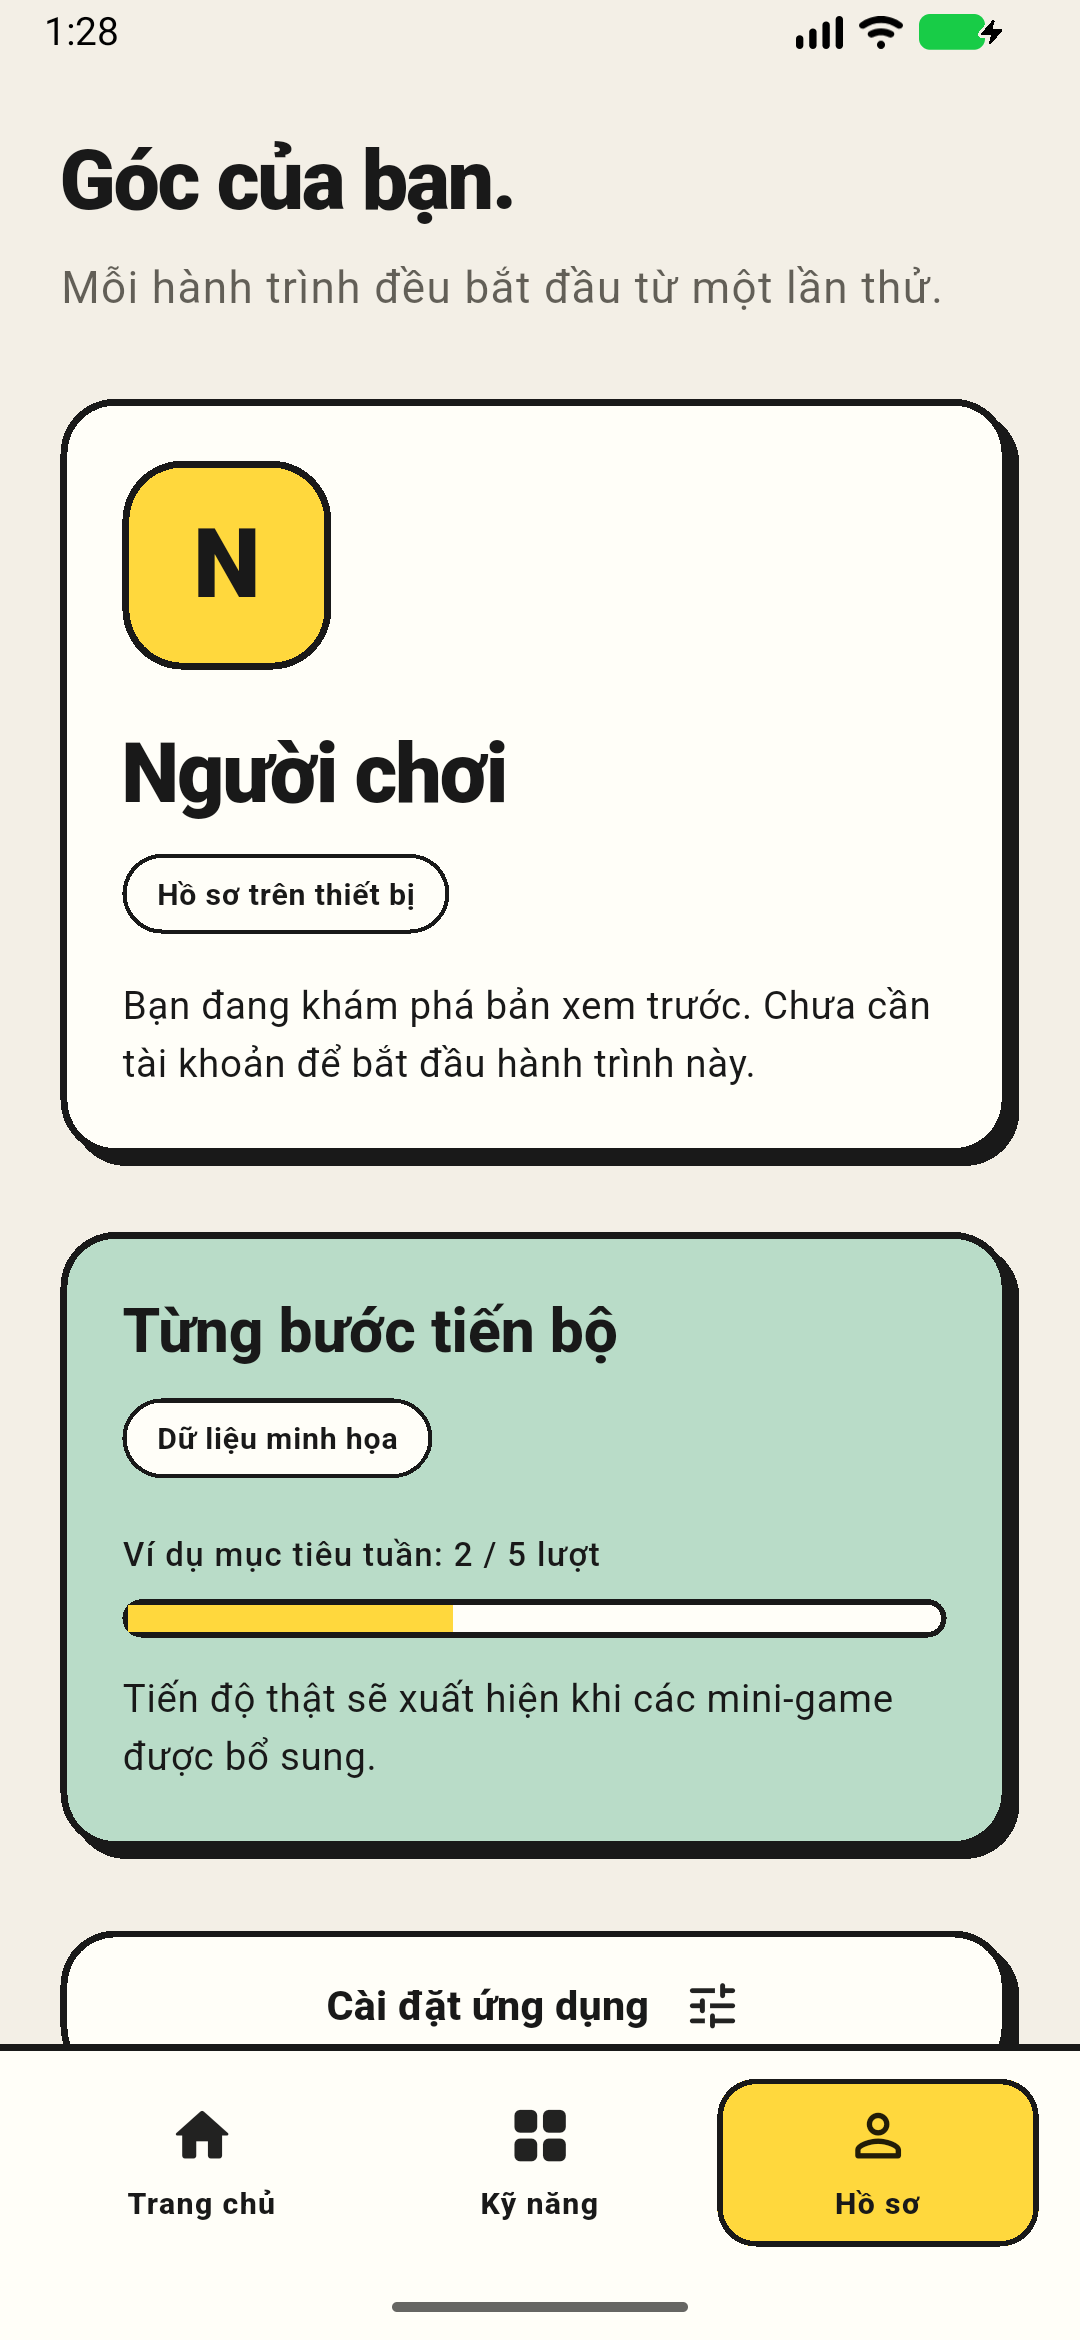 1:28
Góc của bạn.
Mỗi hành trình đều bắt đầu từ một lần thử.
N
Người chơi
Hồ sơ trên thiết bị
Bạn đang khám phá bản xem trước. Chưa cần
tài khoản để bắt đầu hành trình này.
Từng bước tiến bộ
Dữ liệu minh họa
Ví dụ mục tiêu tuần: 2 / 5 lượt
Tiến độ thật sẽ xuất hiện khi các mini-game
được bổ sung.
Cài đặt ứng dụng
Trang chủ
Kỹ năng
Hồ sơ